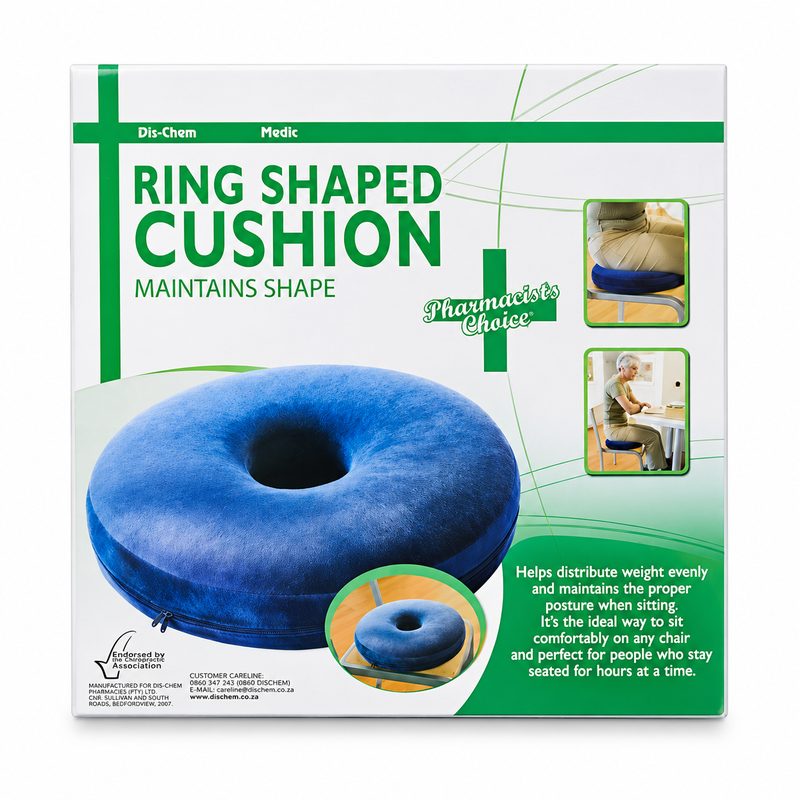 Dis-Chem Medic
RING SHAPED
CUSHION
MAINTAINS SHAPE
Pharmacist's
Choice®
Helps distribute weight evenly
and maintains the proper
posture when sitting.
It's the ideal way to sit
comfortably on any chair
and perfect for people who stay
seated for hours at a time.
Endorsed by
the Chiropractic
Association
MANUFACTURED FOR DIS-CHEM
PHARMACIES (PTY) LTD.
CNR. SULLIVAN AND SOUTH
ROADS, BEDFORDVIEW, 2007.
CUSTOMER CARELINE:
0860 347 243 (0860 DISCHEM)
E-MAIL: careline@dischem.co.za
www.dischem.co.za